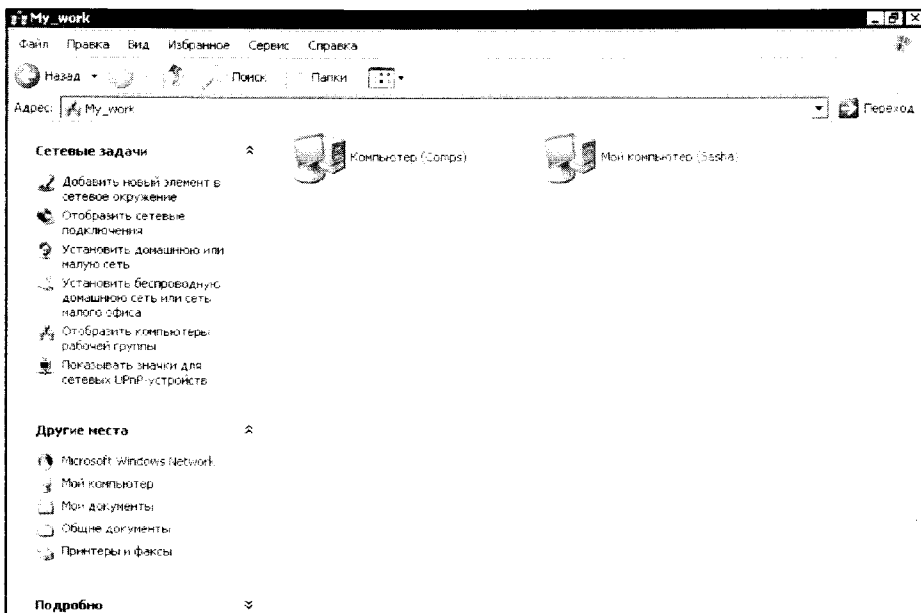 My_work
Файл Правка Вид Избранное Сервис Справка
Назад Поиск Папки
Адрес: My_work Переход
Сетевые задачи
Добавить новый элемент в
сетевое окружение
Отобразить сетевые
подключения
Установить домашнюю или
малую сеть
Установить беспроводную
домашнюю сеть или сеть
малого офиса
Отобразить компьютеры
рабочей группы
Показывать значки для
сетевых UPnP-устройств
Другие места
Microsoft Windows Network
Мой компьютер
Мои документы
Общие документы
Принтеры и факсы
Подробно
Компьютер (Comps)
Мой компьютер (Sasha)